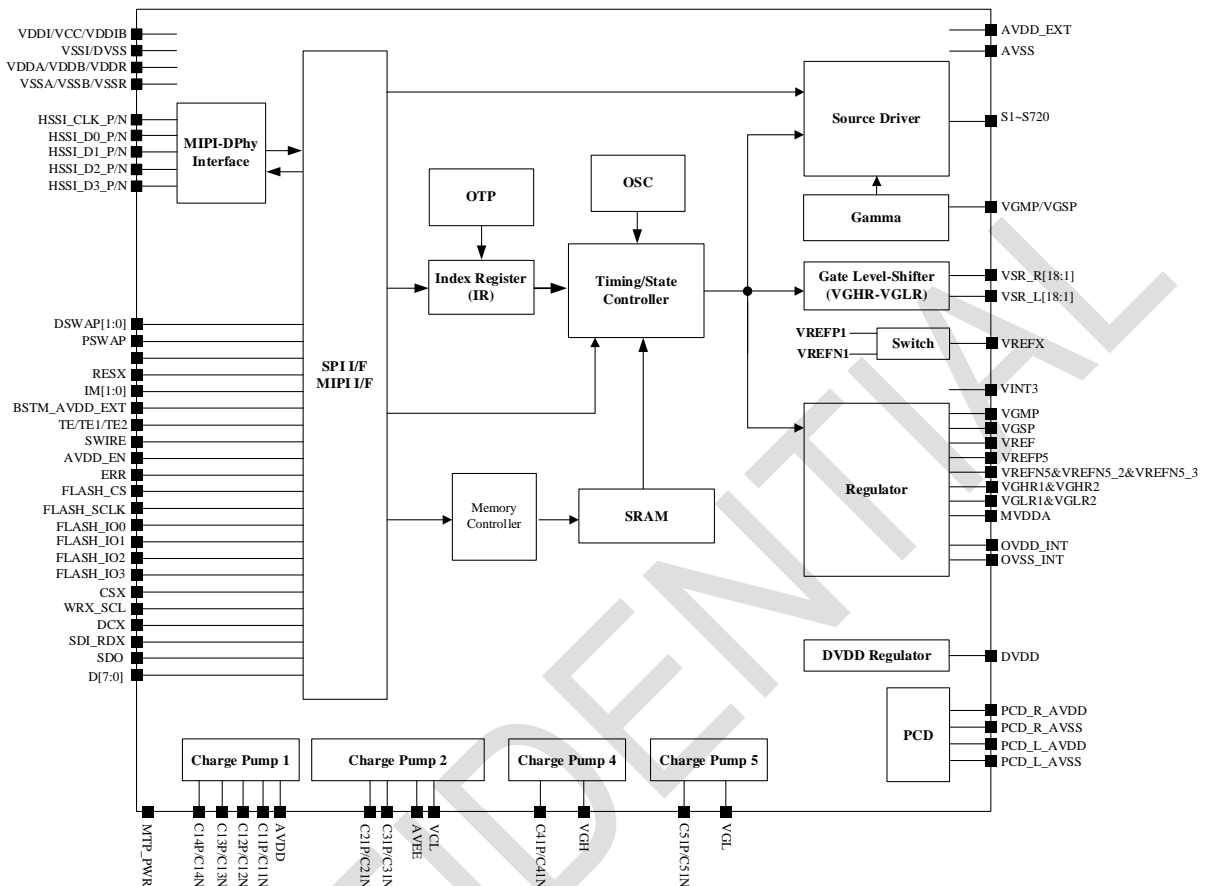 VDDI/VCC/VDDIB
VSSI/DVSS
VDDA/VDDB/VDDR
VSSA/VSSB/VSSR
HSSI_CLK_P/N
HSSI_D0_P/N
HSSI_D1_P/N
HSSI_D2_P/N
HSSI_D3_P/N
MIPI-DPhy
Interface
DSWAP[1:0]
PSWAP
RESX
IM[1:0]
BSTM_AVDD_EXT
TE/TE1/TE2
SWIRE
AVDD_EN
ERR
FLASH_CS
FLASH_SCLK
FLASH_IO0
FLASH_IO1
FLASH_IO2
FLASH_IO3
CSX
WRX_SCL
DCX
SDI_RDX
SDO
D[7:0]
SPI I/F
MIPI I/F
OTP
OSC
Index Register
(IR)
Timing/State
Controller
Memory
Controller
SRAM
Source Driver
Gamma
Gate Level-Shifter
(VGHR-VGLR)
VREFP1
VREFN1
Switch
Regulator
DVDD Regulator
PCD
AVDD_EXT
AVSS
S1~S720
VGMP/VGSP
VSR_R[18:1]
VSR_L[18:1]
VREFX
VINT3
VGMP
VGSP
VREF
VREFP5
VREFN5&VREFN5_2&VREFN5_3
VGHR1&VGHR2
VGLR1&VGLR2
MVDDA
OVDD_INT
OVSS_INT
DVDD
PCD_R_AVDD
PCD_R_AVSS
PCD_L_AVDD
PCD_L_AVSS
Charge Pump 1
Charge Pump 2
Charge Pump 4
Charge Pump 5
MTP_PWR
C14P/C14N
C13P/C13N
C12P/C12N
C11P/C11N
AVDD
C21P/C21N
C31P/C31N
AVEE
VCL
C41P/C41N
VGH
C51P/C51N
VGL
FIDENTIAL